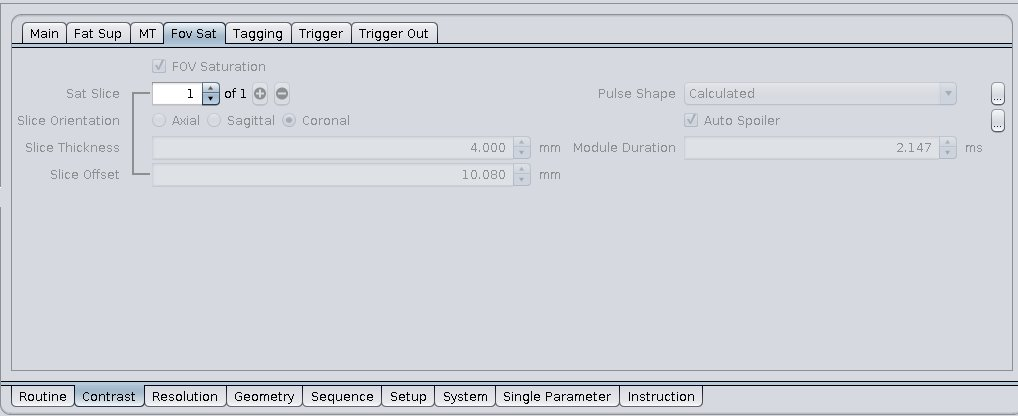 Main Fat Sup MT Fov Sat Tagging Trigger Trigger Out
FOV Saturation
Sat Slice 1 of 1 Pulse Shape Calculated ...
Slice Orientation Axial Sagittal Coronal Auto Spoiler ...
Slice Thickness 4.000 mm Module Duration 2.147 ms
Slice Offset 10.080 mm
Routine Contrast Resolution Geometry Sequence Setup System Single Parameter Instruction